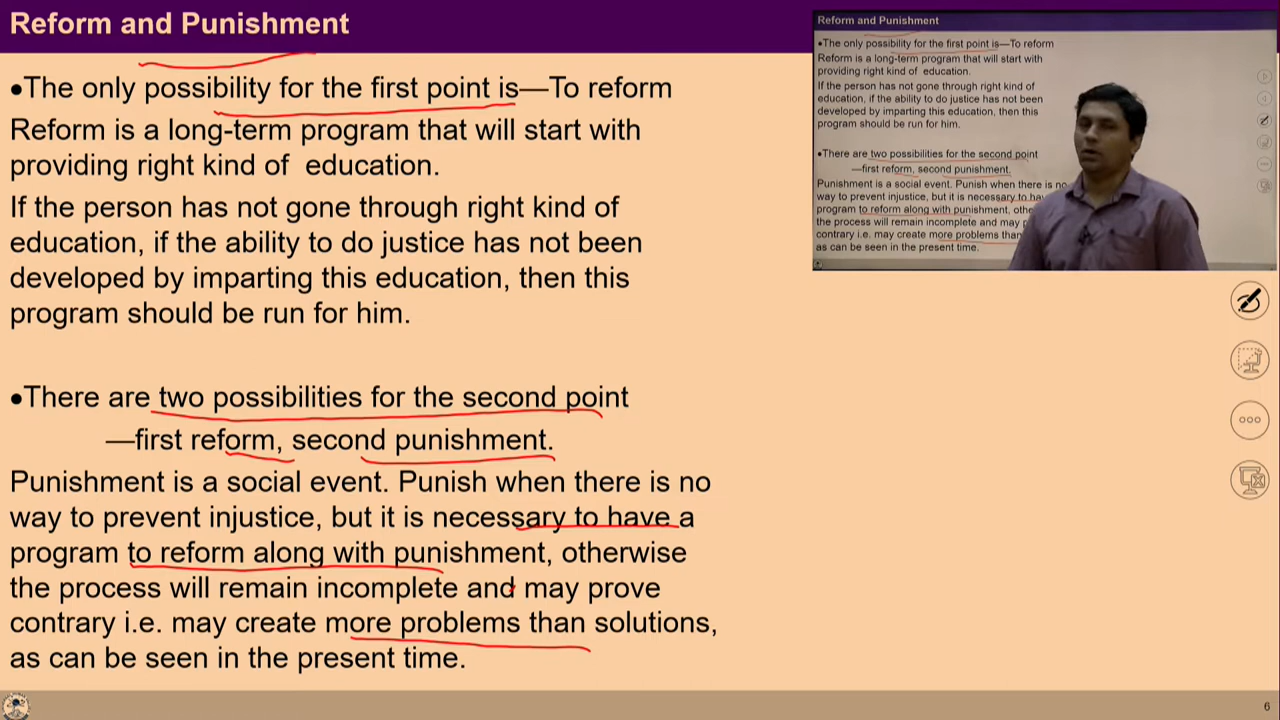 Reform and Punishment
•The only possibility for the first point is—To reform
Reform is a long-term program that will start with
providing right kind of  education.
If the person has not gone through right kind of
education, if the ability to do justice has not been
developed by imparting this education, then this
program should be run for him.
•There are two possibilities for the second point
—first reform, second punishment.
Punishment is a social event. Punish when there is no
way to prevent injustice, but it is necessary to have a
program to reform along with punishment, otherwise
the process will remain incomplete and may prove
contrary i.e. may create more problems than solutions,
as can be seen in the present time.
Reform and Punishment
•The only possibility for the first point is—To reform
Reform is a long-term program that will start with
providing right kind of  education.
If the person has not gone through right kind of
education, if the ability to do justice has not been
developed by imparting this education, then this
program should be run for him.
•There are two possibilities for the second point
—first reform, second punishment.
Punishment is a social event. Punish when there is no
way to prevent injustice, but it is necessary to
program to reform along with punishment,
the process will remain incomplete and may
contrary i.e. may create more problems than
as can be seen in the present time.
6